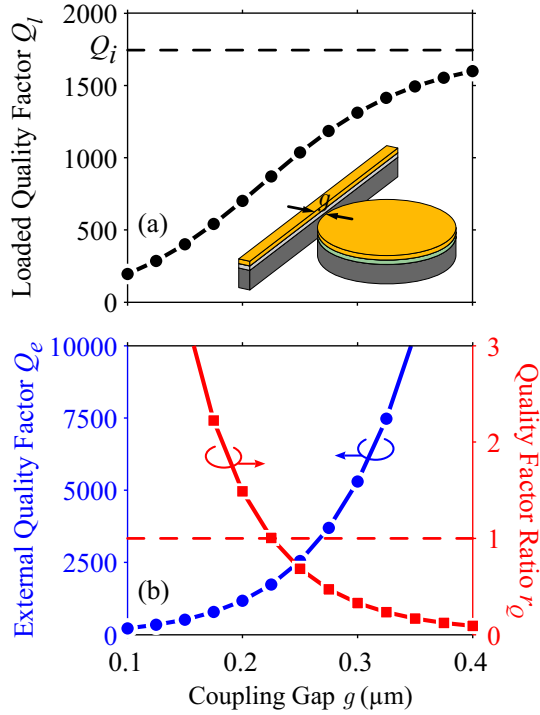 2000
Q_i
1500
1000
500
0
Loaded Quality Factor Q_l
(a)
g
10000
7500
5000
2500
0
External Quality Factor Q_e
3
2
1
0
Quality Factor Ratio r_Q
(b)
0.1 0.2 0.3 0.4
Coupling Gap g (μm)